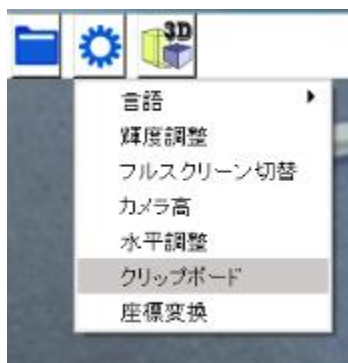 3D
言語
輝度調整
フルスクリーン切替
カメラ高
水平調整
クリップボード
座標変換